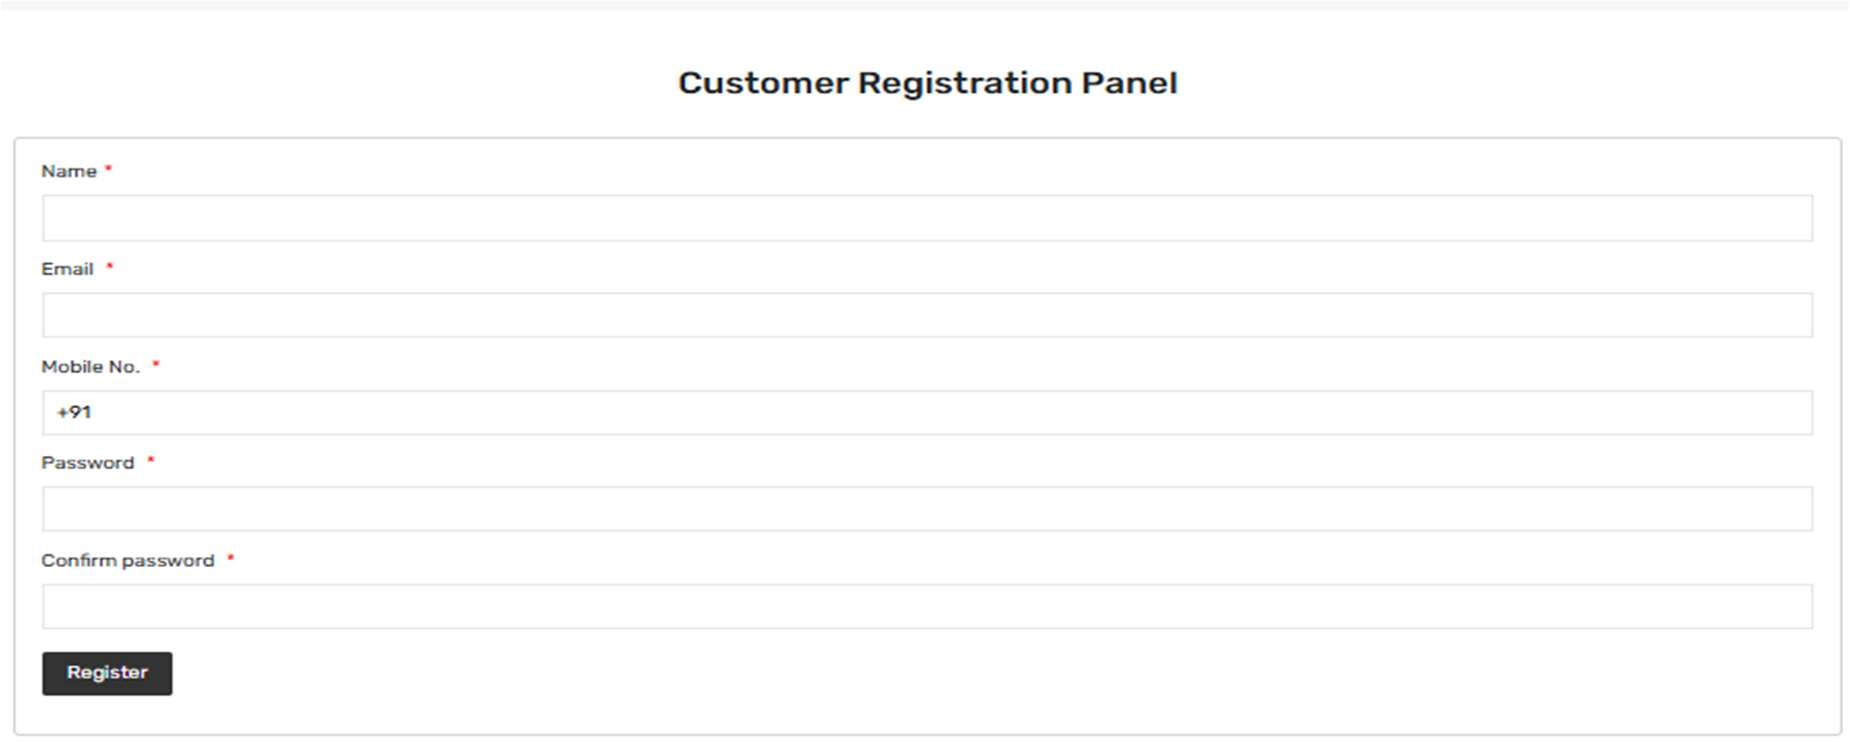 Customer Registration Panel
Name *
Email *
Mobile No. *
+91
Password *
Confirm password *
Register